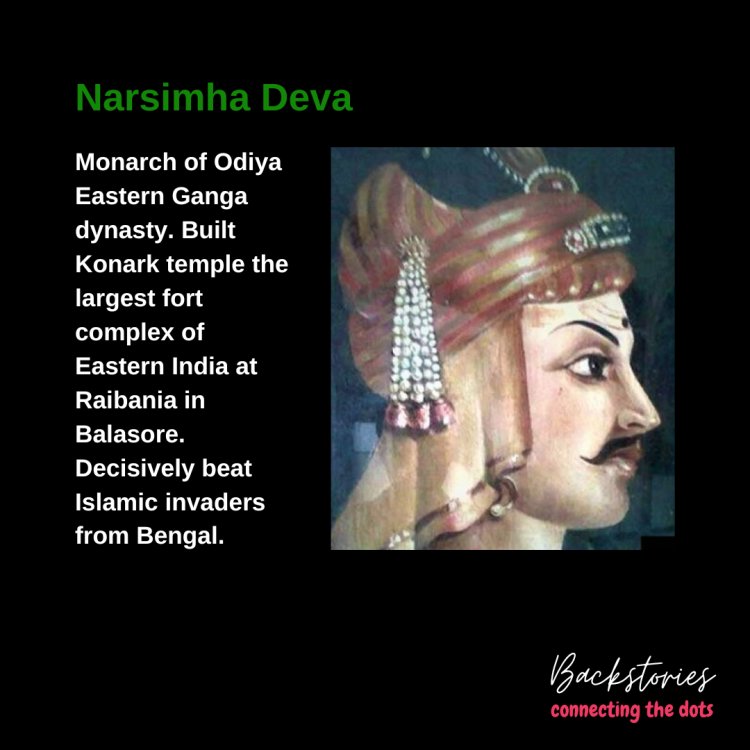 Narsimha Deva
Monarch of Odiya
Eastern Ganga
dynasty. Built
Konark temple the
largest fort
complex of
Eastern India at
Raibania in
Balasore.
Decisively beat
Islamic invaders
from Bengal.
Backstories
connecting the dots